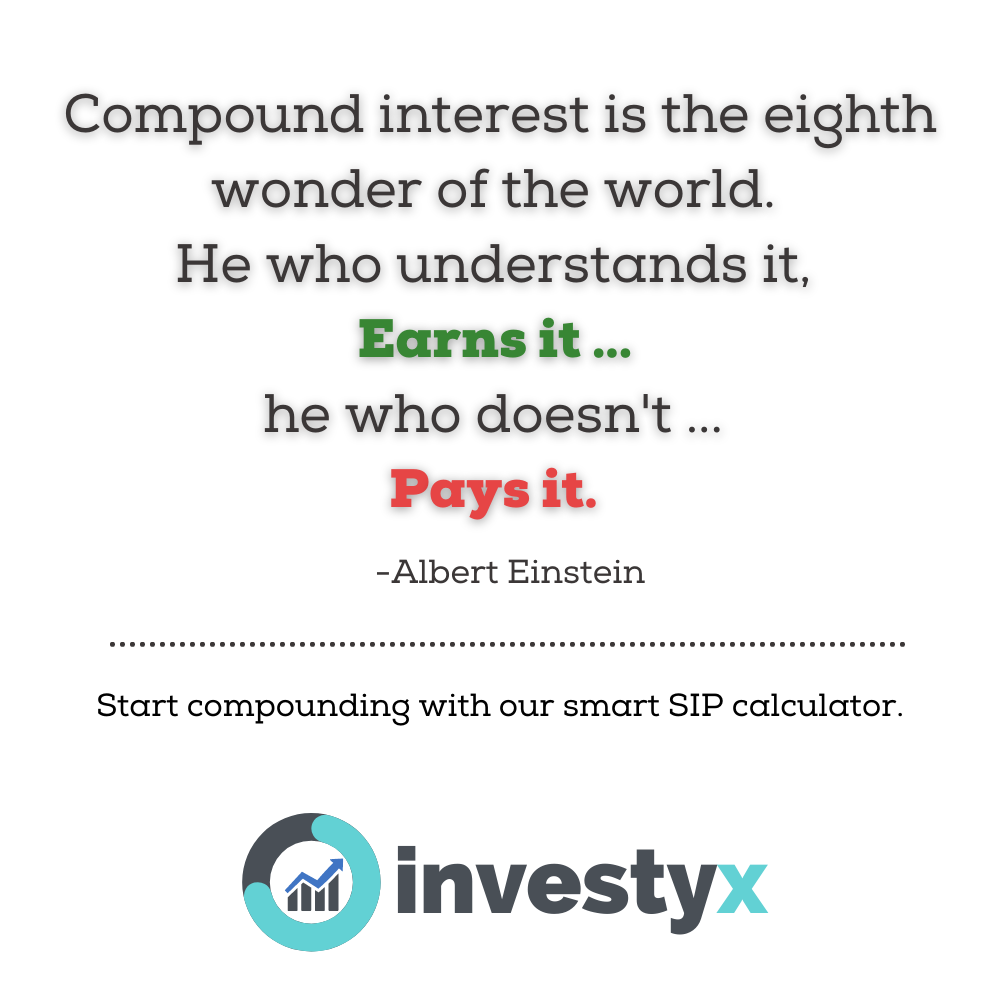 Compound interest is the eighth
wonder of the world.
He who understands it,
Earns it ...
he who doesn't ...
Pays it.
-Albert Einstein
Start compounding with our smart SIP calculator.
investyx